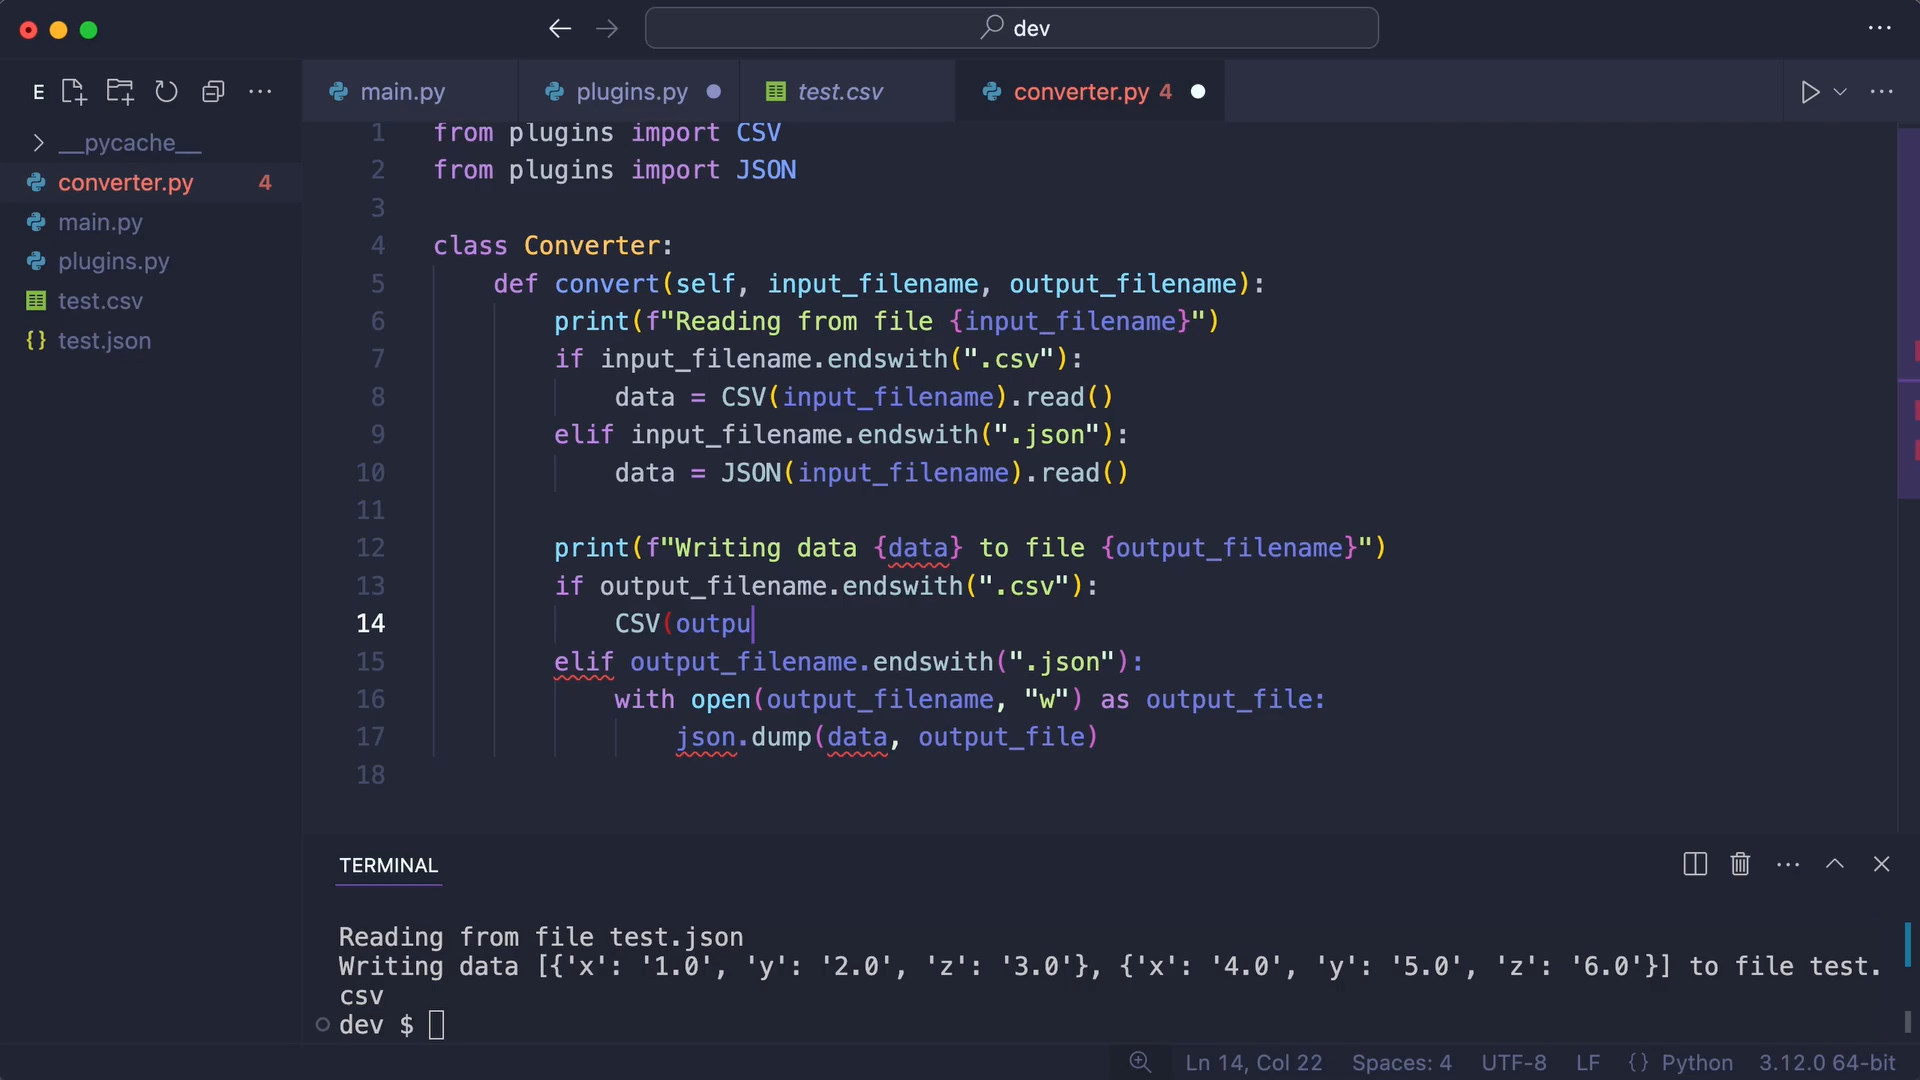 dev
E
main.py
plugins.py
test.csv
converter.py 4
__pycache__
converter.py 4
main.py
plugins.py
test.csv
{} test.json
1 from plugins import CSV
2 from plugins import JSON
3
4 class Converter:
5 def convert(self, input_filename, output_filename):
6 print(f"Reading from file {input_filename}")
7 if input_filename.endswith(".csv"):
8 data = CSV(input_filename).read()
9 elif input_filename.endswith(".json"):
10 data = JSON(input_filename).read()
11
12 print(f"Writing data {data} to file {output_filename}")
13 if output_filename.endswith(".csv"):
14 CSV(outpu
15 elif output_filename.endswith(".json"):
16 with open(output_filename, "w") as output_file:
17 json.dump(data, output_file)
18
TERMINAL
Reading from file test.json
Writing data [{'x': '1.0', 'y': '2.0', 'z': '3.0'}, {'x': '4.0', 'y': '5.0', 'z': '6.0'}] to file test.
csv
dev $
Ln 14, Col 22 Spaces: 4 UTF-8 LF {} Python 3.12.0 64-bit